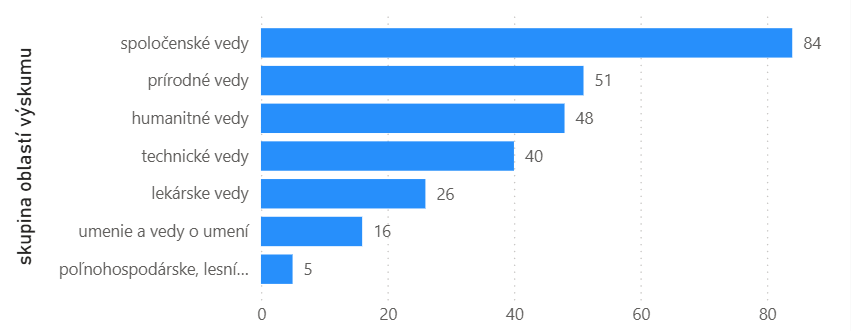 skupina oblastí výskumu
spoločenské vedy 84
prírodné vedy 51
humanitné vedy 48
technické vedy 40
lekárske vedy 26
umenie a vedy o umení 16
poľnohospodárske, lesní... 5
0 20 40 60 80